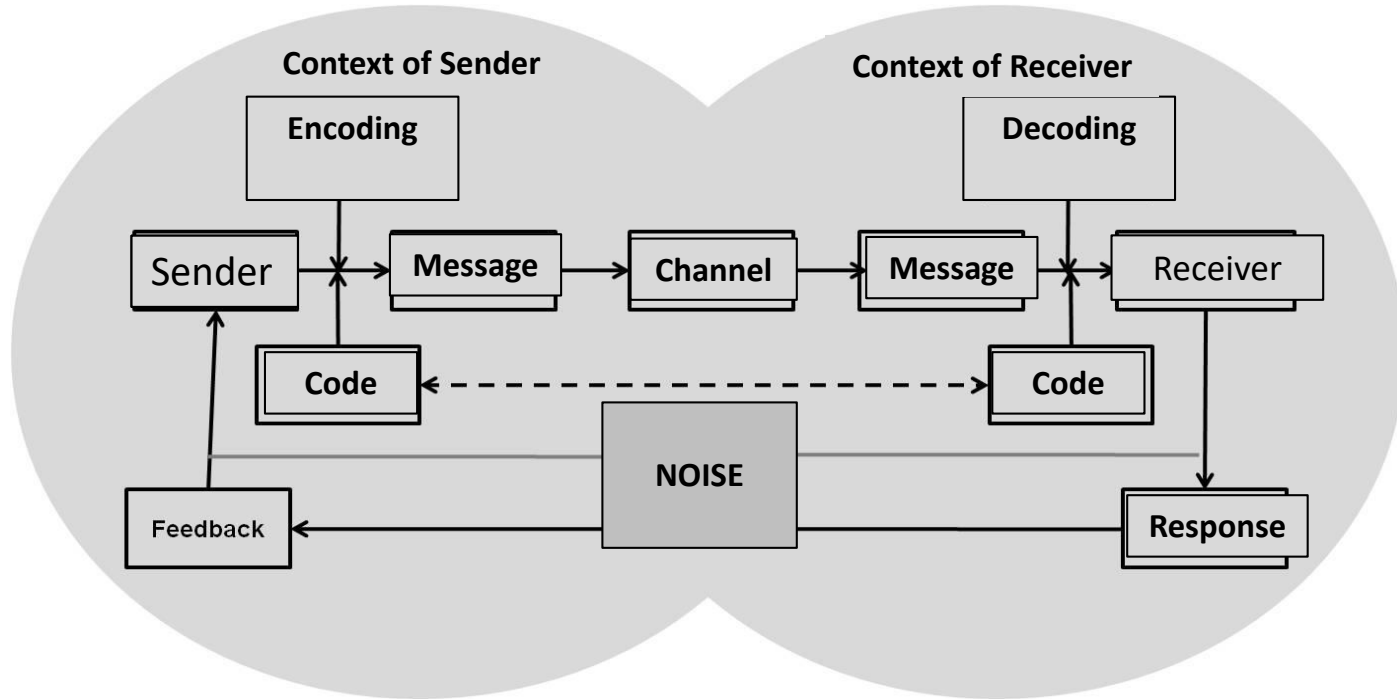 Context of Sender
Context of Receiver
Encoding
Decoding
Sender
Message
Channel
Message
Receiver
Code
Code
NOISE
Feedback
Response